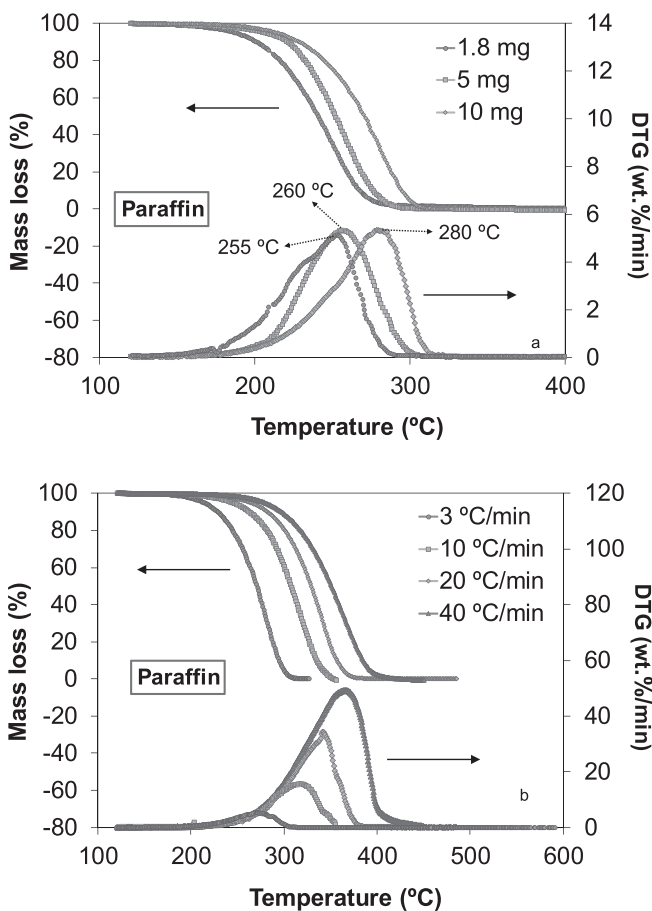 100
80
60
40
20
0
-20
-40
-60
-80
Mass loss (%)
14
12
10
8
6
4
2
0
DTG (wt.%/min)
1.8 mg
5 mg
10 mg
Paraffin
260 ºC
255 ºC
280 ºC
a
100
200
300
400
Temperature (ºC)
100
80
60
40
20
0
-20
-40
-60
-80
Mass loss (%)
120
100
80
60
40
20
0
DTG (wt.%/min)
3 ºC/min
10 ºC/min
20 ºC/min
40 ºC/min
Paraffin
b
100
200
300
400
500
600
Temperature (ºC)